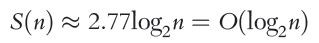 S(n) ≈ 2.77log₂n = O(log₂n)